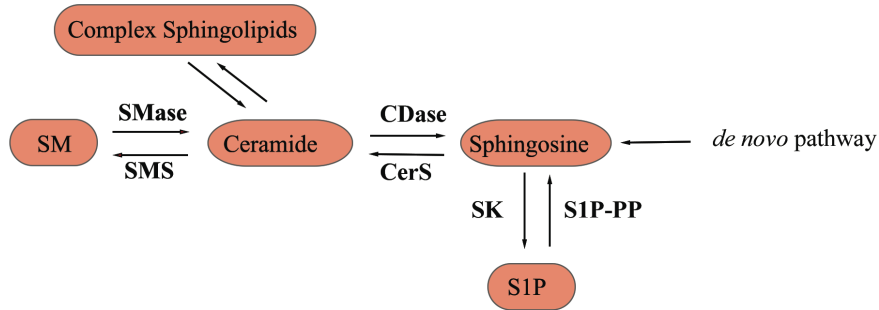 Complex Sphingolipids
SMase
CDase
SM
Ceramide
Sphingosine
de novo pathway
SMS
CerS
SK
S1P-PP
S1P